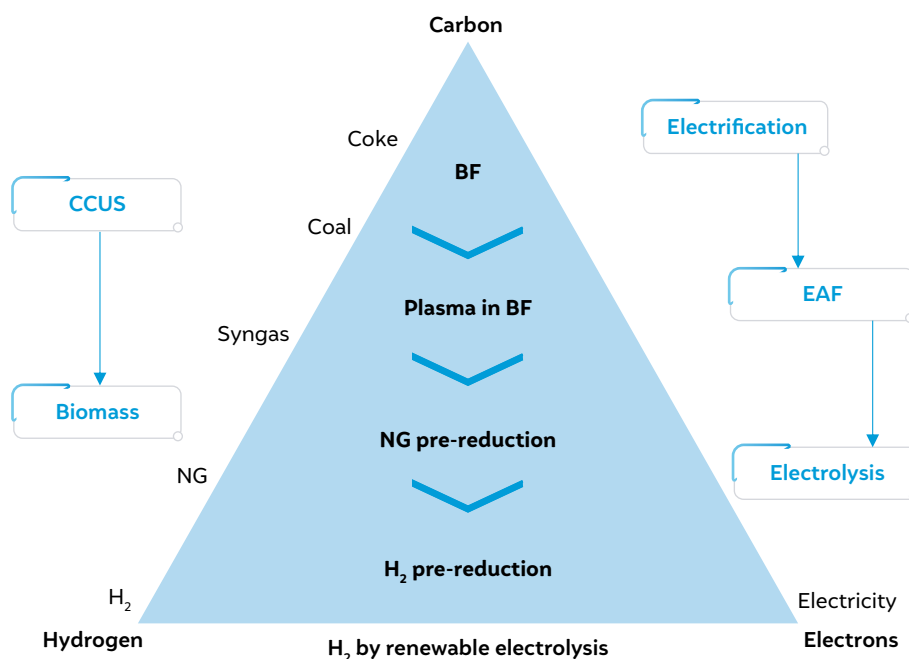 Carbon
Electrification
Coke
BF
CCUS
Coal
EAF
Plasma in BF
Syngas
Biomass
NG pre-reduction
NG
Electrolysis
H₂ pre-reduction
H₂
Electricity
Hydrogen
H₂ by renewable electrolysis
Electrons